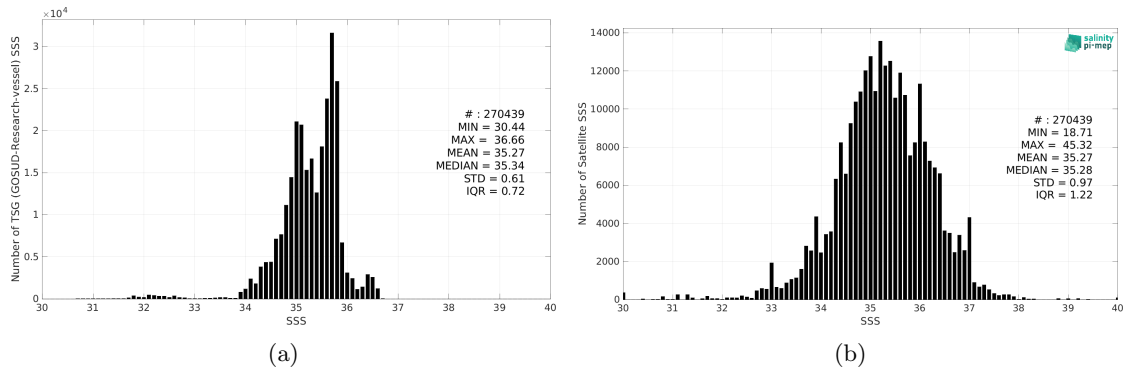 ×10⁴
3
2.5
2
1.5
1
0.5
0
Number of TSG (GOSUD-Research-vessel) SSS
# : 270439
MIN = 30.44
MAX = 36.66
MEAN = 35.27
MEDIAN = 35.34
STD = 0.61
IQR = 0.72
30 31 32 33 34 35 36 37 38 39 40
SSS
(a)
14000
12000
10000
8000
6000
4000
2000
0
Number of Satellite SSS
salinity
pi-mep
# : 270439
MIN = 18.71
MAX = 45.32
MEAN = 35.27
MEDIAN = 35.28
STD = 0.97
IQR = 1.22
30 31 32 33 34 35 36 37 38 39 40
SSS
(b)